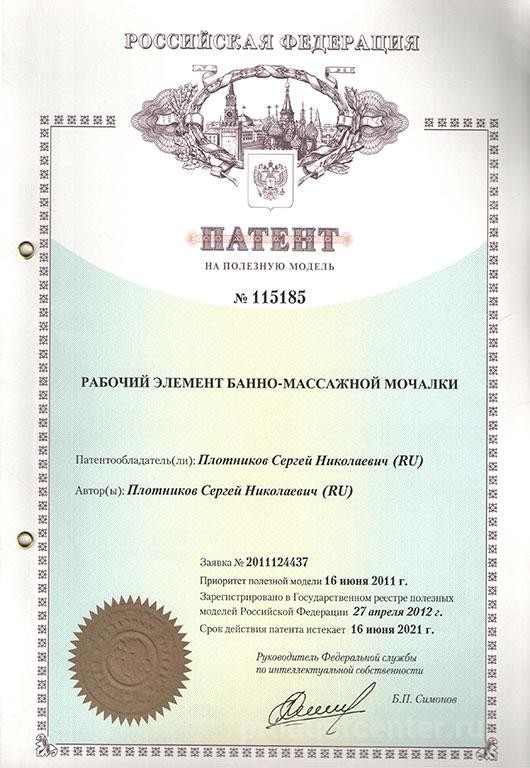 РОССИЙСКАЯ ФЕДЕРАЦИЯ
ПАТЕНТ
НА ПОЛЕЗНУЮ МОДЕЛЬ
№ 115185
РАБОЧИЙ ЭЛЕМЕНТ БАННО-МАССАЖНОЙ МОЧАЛКИ
Патентообладатель(ли): Плотников Сергей Николаевич (RU)
Автор(ы): Плотников Сергей Николаевич (RU)
Заявка № 2011124437
Приоритет полезной модели 16 июня 2011 г.
Зарегистрировано в Государственном реестре полезных
моделей Российской Федерации 27 апреля 2012 г.
Срок действия патента истекает 16 июня 2021 г.
Руководитель Федеральной службы
по интеллектуальной собственности
Б.П. Симонов